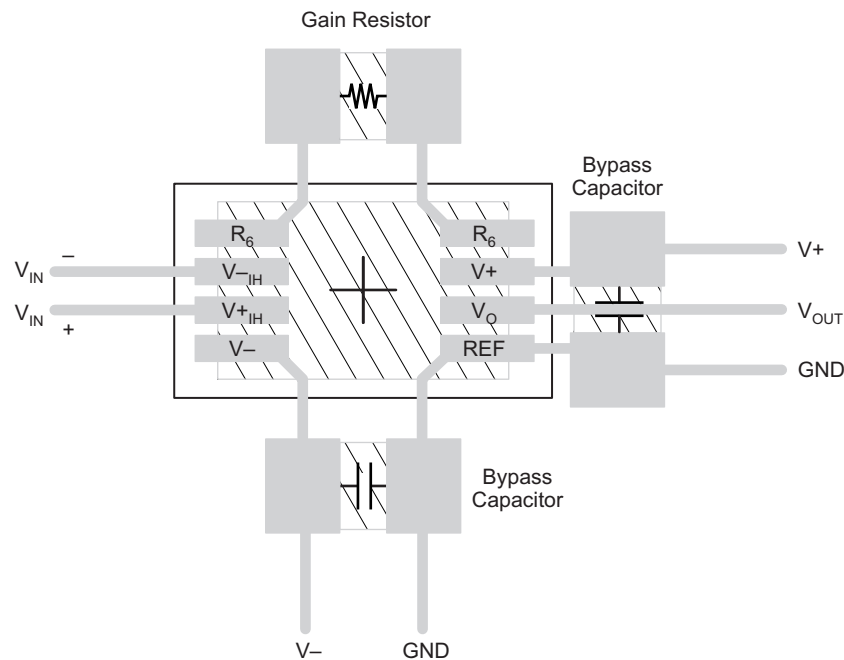 Gain Resistor
Bypass
Capacitor
R6 R6
V–IH V+
V+IH VO
V– REF
– VIN
VIN +
V+
VOUT
GND
Bypass
Capacitor
V– GND